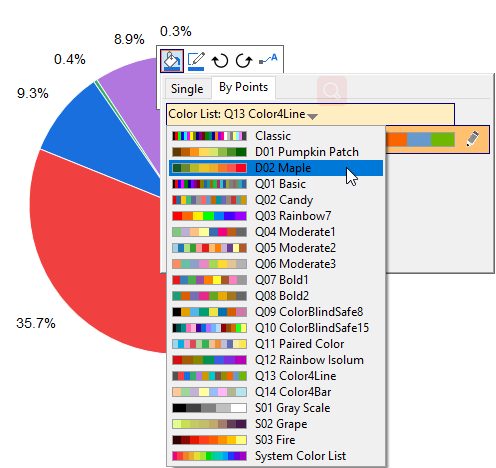 0.3%
8.9%
0.4%
9.3%
35.7%
A
Single
By Points
Color List: Q13 Color4Line
Classic
D01 Pumpkin Patch
D02 Maple
Q01 Basic
Q02 Candy
Q03 Rainbow7
Q04 Moderate1
Q05 Moderate2
Q06 Moderate3
Q07 Bold1
Q08 Bold2
Q09 ColorBlindSafe8
Q10 ColorBlindSafe15
Q11 Paired Color
Q12 Rainbow Isolum
Q13 Color4Line
Q14 Color4Bar
S01 Gray Scale
S02 Grape
S03 Fire
System Color List